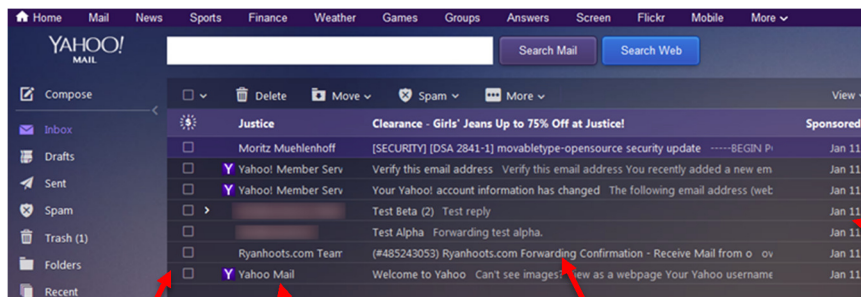 Home Mail News Sports Finance Weather Games Groups Answers Screen Flickr Mobile More
YAHOO! Search Mail Search Web
MAIL
Compose Delete Move Spam More View
Inbox Justice Clearance - Girls' Jeans Up to 75% Off at Justice! Sponsored
Moritz Muehlenhoff [SECURITY] [DSA 2841-1] movabletype-opensource security update -----BEGIN Jan 11
Drafts Y Yahoo! Member Serv Verify this email address Verify this email address You recently added a new em Jan 11
Sent Y Yahoo! Member Serv Your Yahoo! account information has changed The following email address (web Jan 11
Spam Test Beta (2) Test reply Jan 11
Trash (1) Test Alpha Forwarding test alpha. Jan 11
Folders Ryanhoots.com Team (#485243053) Ryanhoots.com Forwarding Confirmation - Receive Mail from o Jan 11
Recent Y Yahoo Mail Welcome to Yahoo Can't see images? as a webpage Your Yahoo username Jan 11